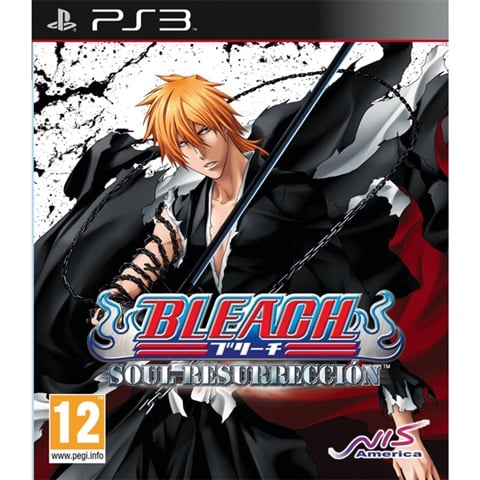 PS3
BLEACH
ブリーチ
SOUL RESURRECCIÓN™
12
www.pegi.info
NIS
America